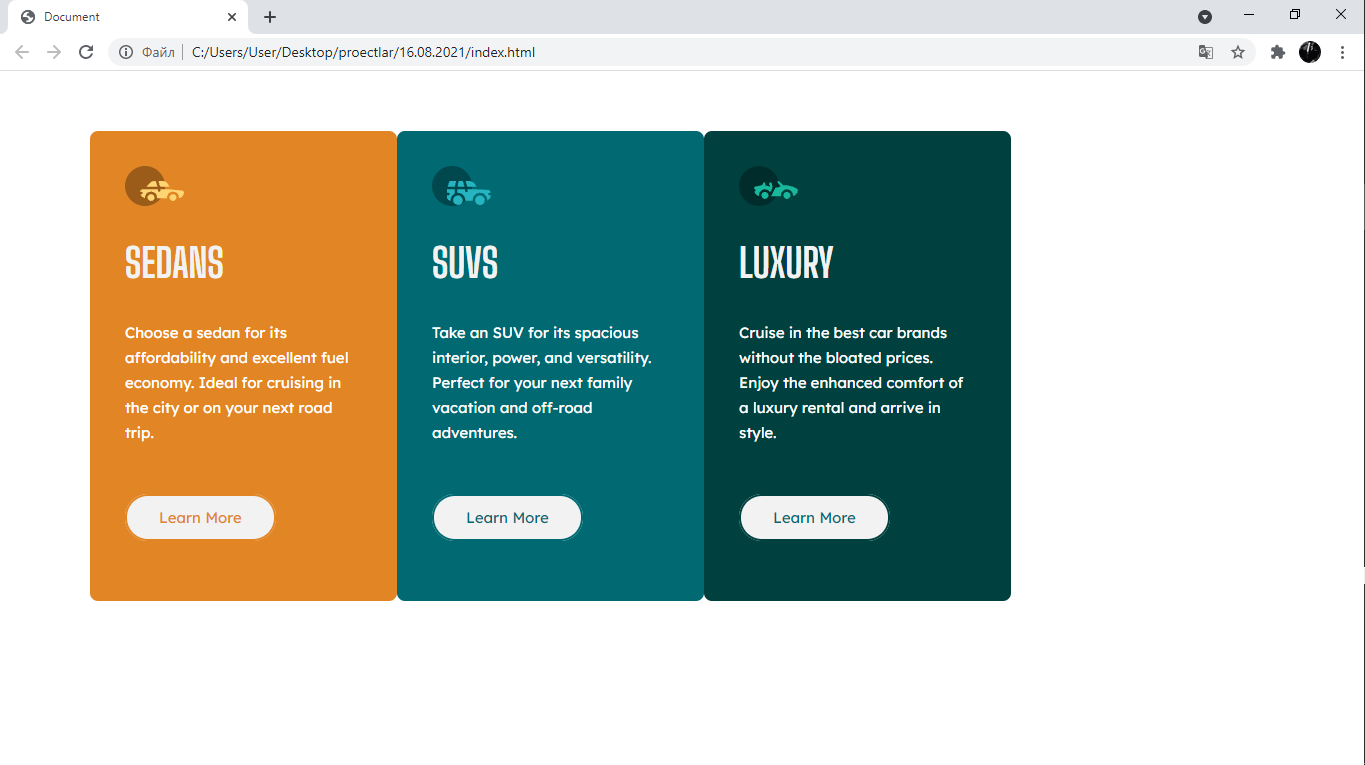 Document
Файл
C:/Users/User/Desktop/proectlar/16.08.2021/index.html
SEDANS
Choose a sedan for its
affordability and excellent fuel
economy. Ideal for cruising in
the city or on your next road
trip.
Learn More
SUVS
Take an SUV for its spacious
interior, power, and versatility.
Perfect for your next family
vacation and off-road
adventures.
Learn More
LUXURY
Cruise in the best car brands
without the bloated prices.
Enjoy the enhanced comfort of
a luxury rental and arrive in
style.
Learn More